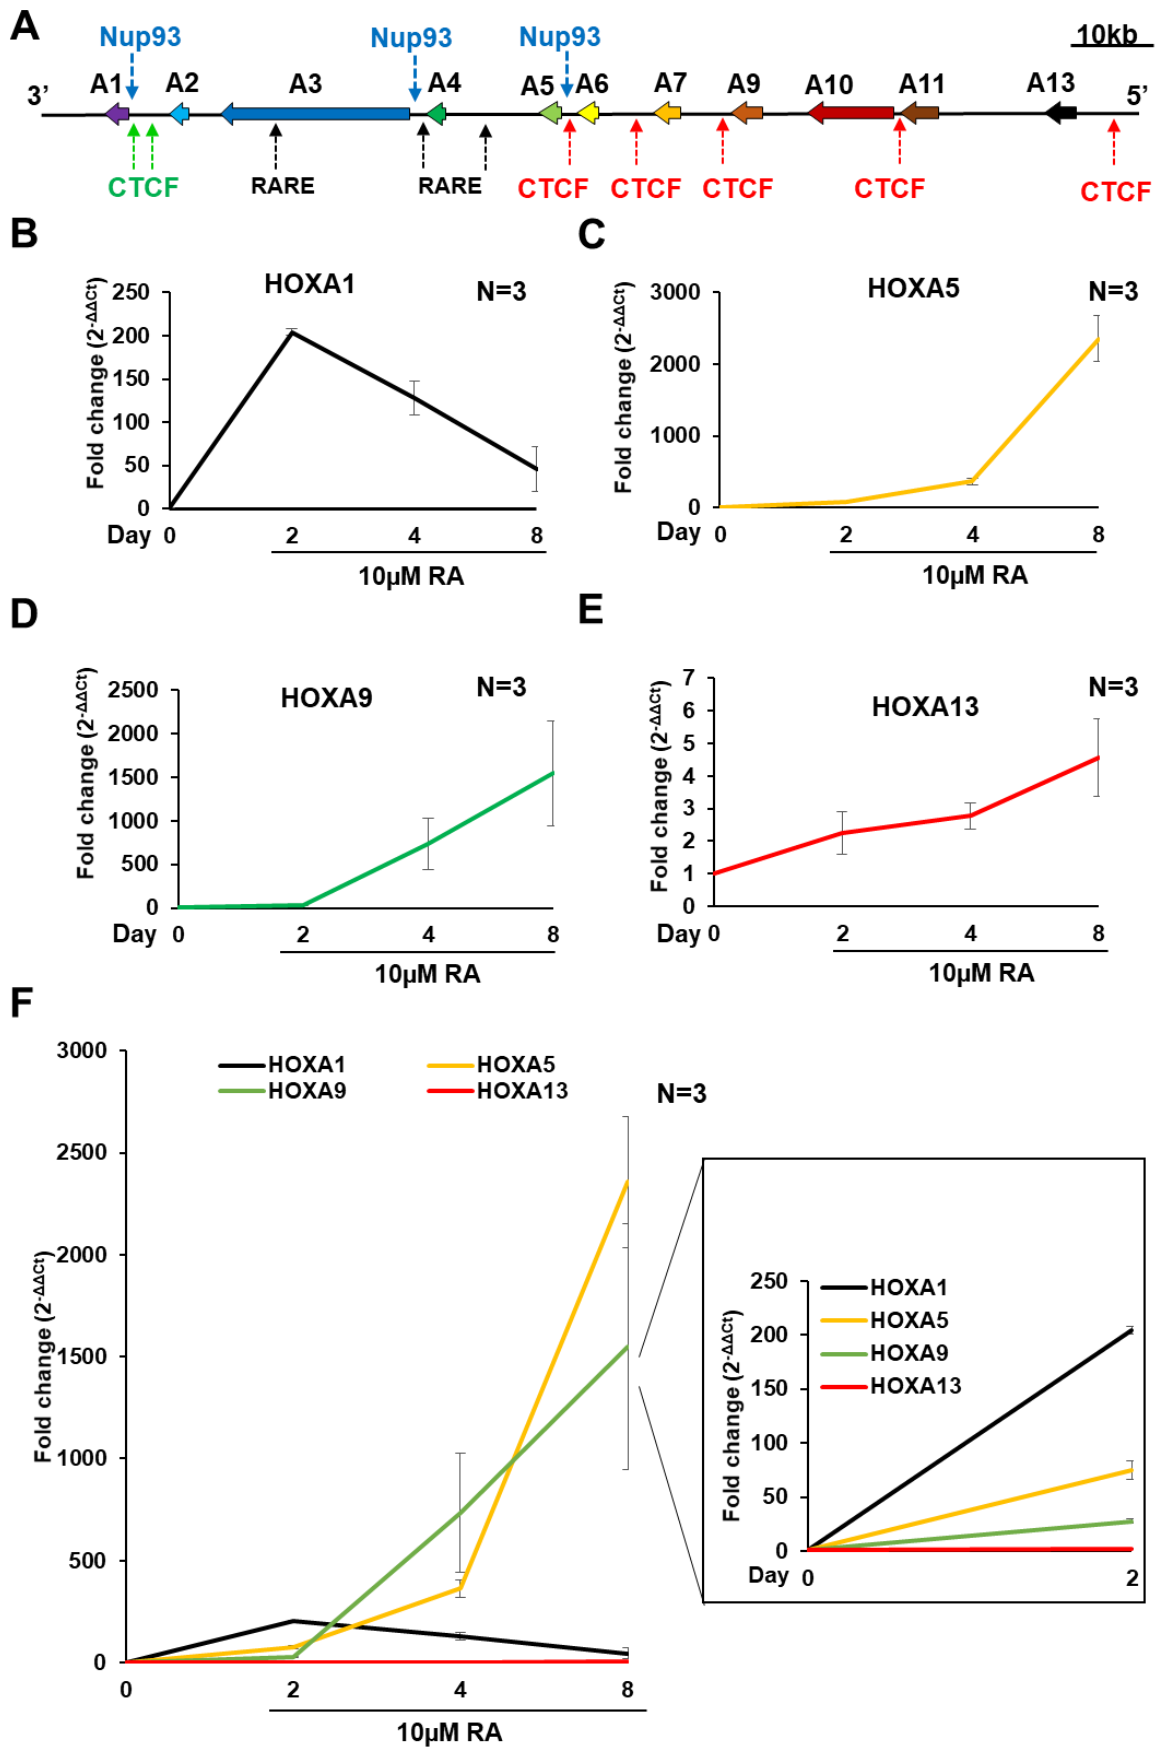 A
Nup93 Nup93 Nup93 10kb
A1 A2 A3 A4 A5 A6 A7 A9 A10 A11 A13
3’ 5’
CTCF RARE RARE CTCF CTCF CTCF CTCF CTCF
B
HOXA1
N=3
Fold change (2-ΔΔCt)
250
200
150
100
50
0
Day 0 2 4 8
10μM RA
C
HOXA5
N=3
Fold change (2-ΔΔCt)
3000
2000
1000
0
Day 0 2 4 8
10μM RA
D
HOXA9
N=3
Fold change (2-ΔΔCt)
2500
2000
1500
1000
500
0
Day 0 2 4 8
10μM RA
E
HOXA13
N=3
Fold change (2-ΔΔCt)
7
6
5
4
3
2
1
0
Day 0 2 4 8
10μM RA
F
HOXA1 HOXA5
HOXA9 HOXA13
N=3
Fold change (2-ΔΔCt)
3000
2500
2000
1500
1000
500
0
0 2 4 8
10μM RA
HOXA1
HOXA5
HOXA9
HOXA13
Fold change (2-ΔΔCt)
250
200
150
100
50
0
Day 0 2